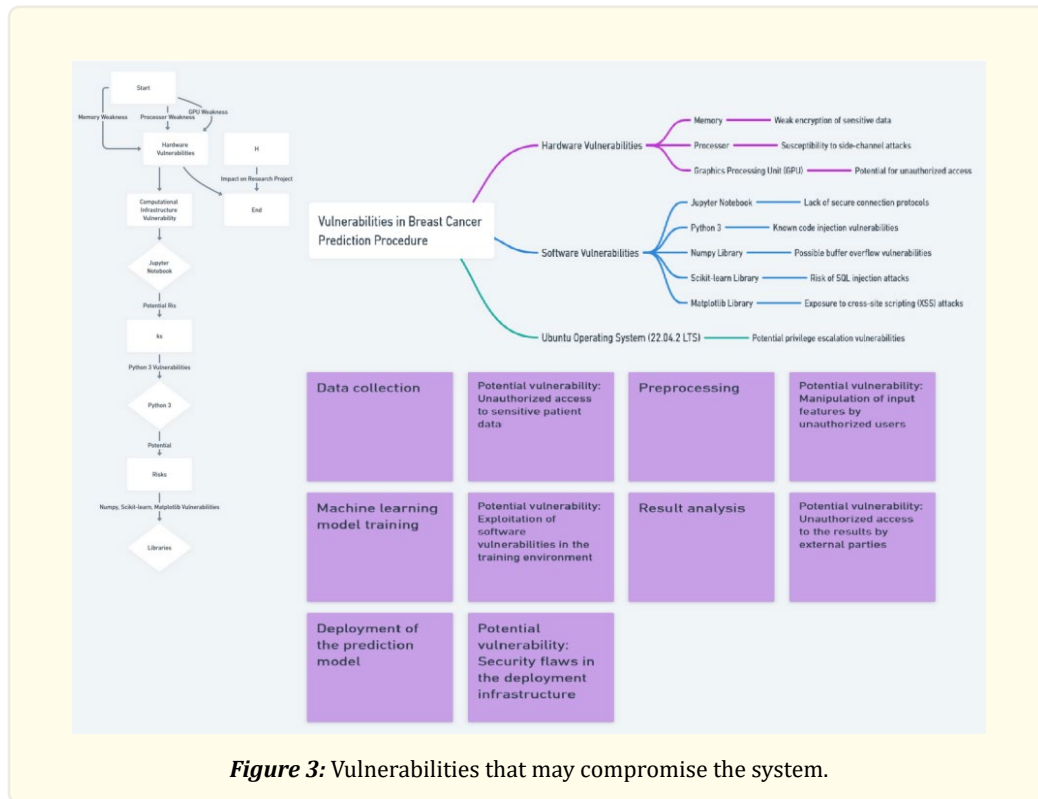 Start
Memory Weakness
Processor Weakness
GPU Weakness
Hardware
Vulnerabilities
H
Impact on Research Project
End
Computational
Infrastructure
Vulnerability
Jupyter
Notebook
Potential Ris
ks
Python 3 Vulnerabilities
Python 3
Potential
Risks
Numpy, Scikit-learn, Matplotlib Vulnerabilities
Libraries
Vulnerabilities in Breast Cancer
Prediction Procedure
Hardware Vulnerabilities
Memory
Weak encryption of sensitive data
Processor
Susceptibility to side-channel attacks
Graphics Processing Unit (GPU)
Potential for unauthorized access
Software Vulnerabilities
Jupyter Notebook
Lack of secure connection protocols
Python 3
Known code injection vulnerabilities
Numpy Library
Possible buffer overflow vulnerabilities
Scikit-learn Library
Risk of SQL injection attacks
Matplotlib Library
Exposure to cross-site scripting (XSS) attacks
Ubuntu Operating System (22.04.2 LTS)
Potential privilege escalation vulnerabilities
Data collection
Potential vulnerability:
Unauthorized access
to sensitive patient
data
Preprocessing
Potential vulnerability:
Manipulation of input
features by
unauthorized users
Machine learning
model training
Potential vulnerability:
Exploitation of
software
vulnerabilities in the
training environment
Result analysis
Potential vulnerability:
Unauthorized access
to the results by
external parties
Deployment of
the prediction
model
Potential
vulnerability:
Security flaws in
the deployment
infrastructure
Figure 3: Vulnerabilities that may compromise the system.